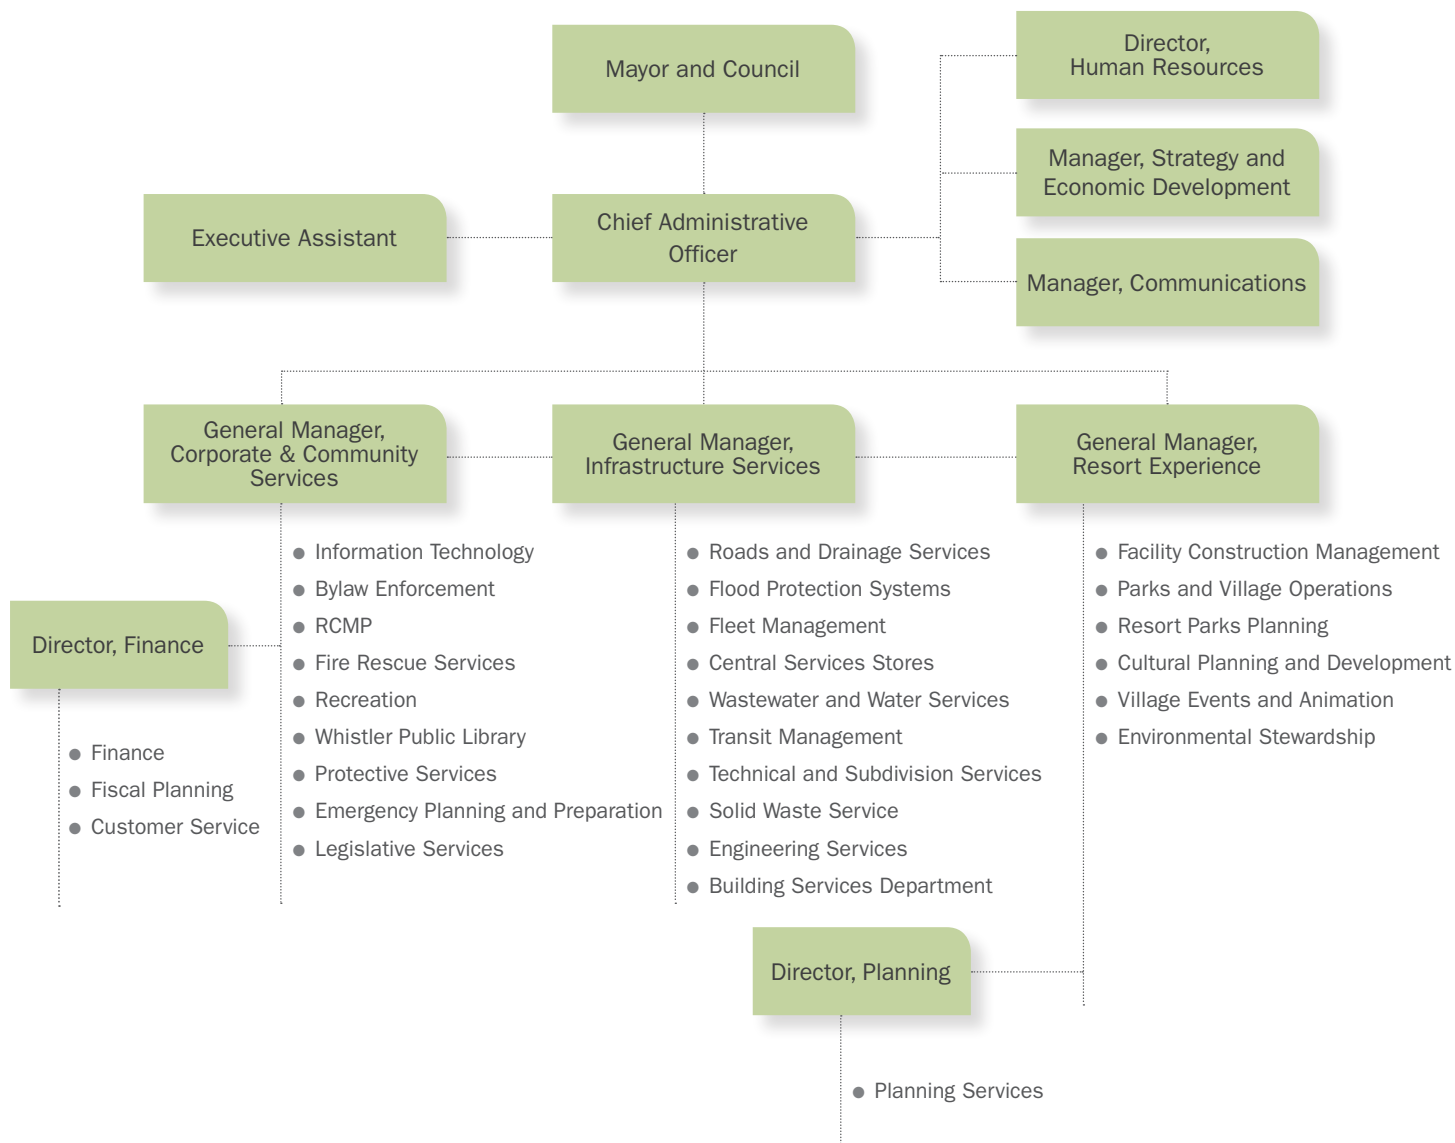 Mayor and Council
Director,
Human Resources
Manager, Strategy and
Economic Development
Executive Assistant
Chief Administrative
Officer
Manager, Communications
General Manager,
Corporate & Community
Services
General Manager,
Infrastructure Services
General Manager,
Resort Experience
Information Technology
Bylaw Enforcement
RCMP
Fire Rescue Services
Recreation
Whistler Public Library
Protective Services
Emergency Planning and Preparation
Legislative Services
Director, Finance
Finance
Fiscal Planning
Customer Service
Roads and Drainage Services
Flood Protection Systems
Fleet Management
Central Services Stores
Wastewater and Water Services
Transit Management
Technical and Subdivision Services
Solid Waste Service
Engineering Services
Building Services Department
Facility Construction Management
Parks and Village Operations
Resort Parks Planning
Cultural Planning and Development
Village Events and Animation
Environmental Stewardship
Director, Planning
Planning Services